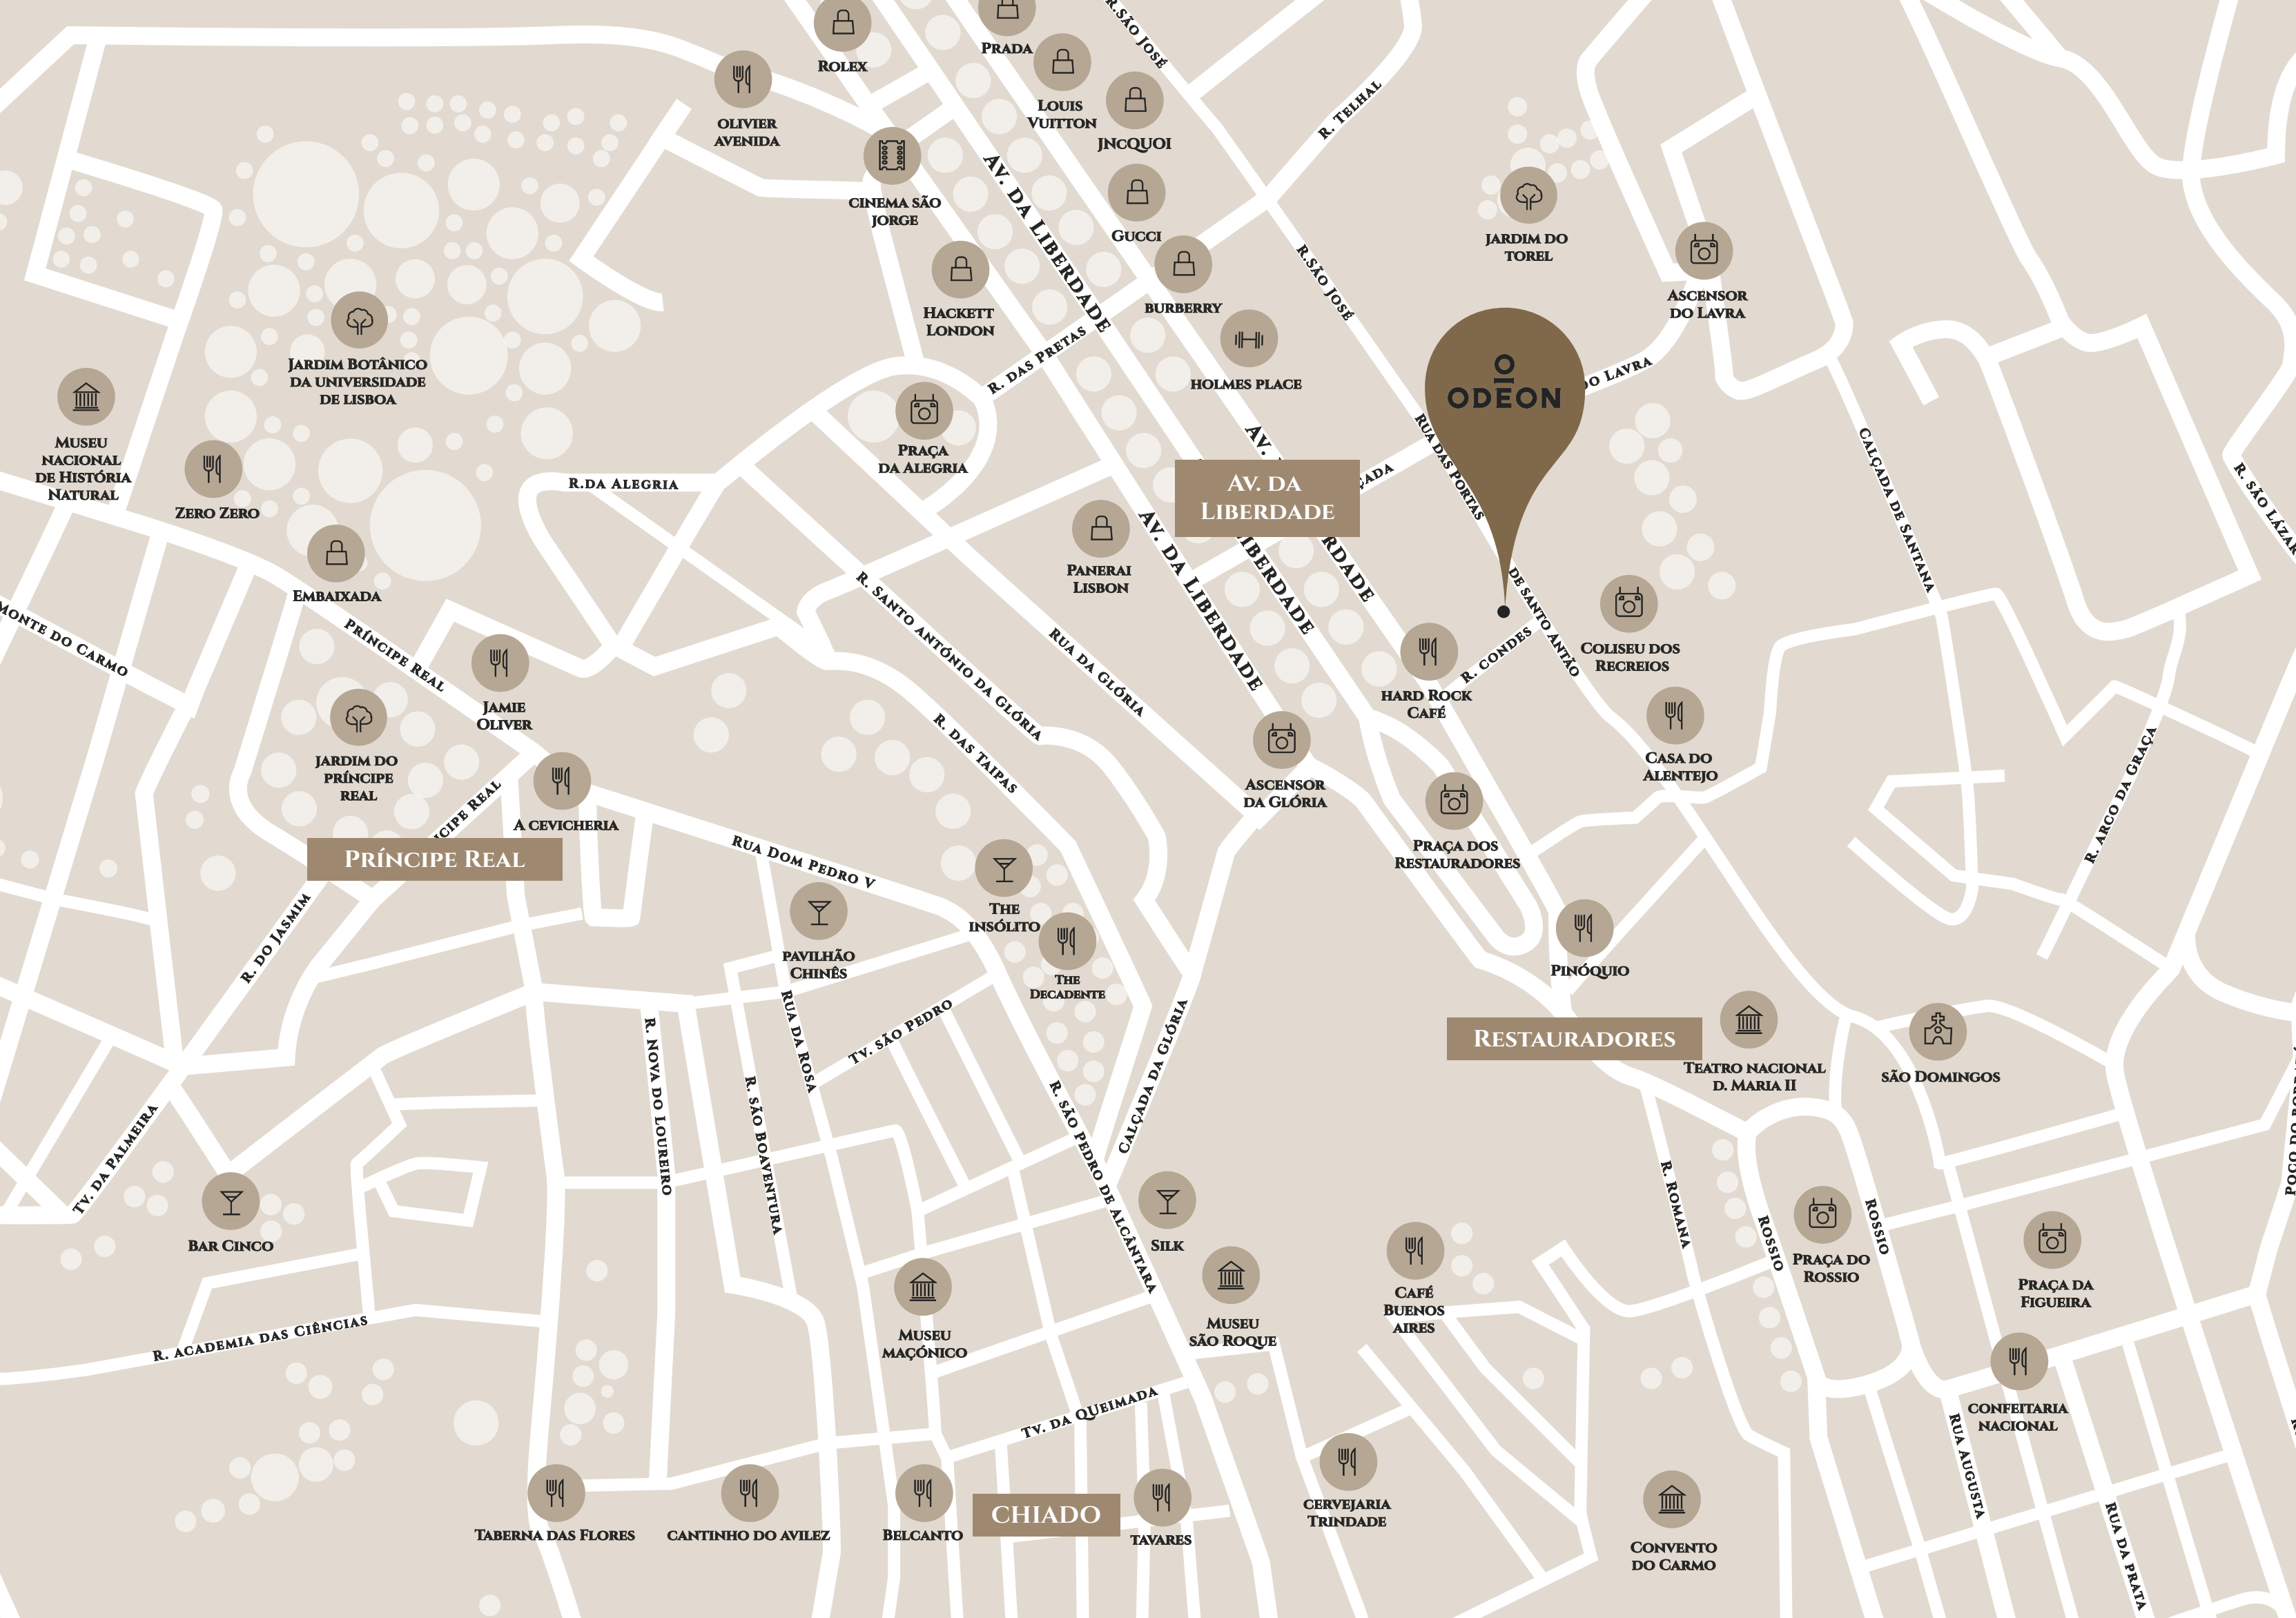 Rolex
Prada
R.São José
olivier
avenida
Louis
Vuitton
JNcQUOI
R. Telhal
cinema são
jorge
Av. da Liberdade
Gucci
jardim do
torel
R.São José
Ascensor
do Lavra
Hackett
London
burberry
R. das Pretas
holmes place
Jardim Botânico
da universidade
de lisboa
ODEON
do Lavra
Museu
nacional
de História
Natural
Zero Zero
R.da Alegria
Praça
da Alegria
Av.
Av. da
Liberdade
Rua das Portas
de Santo Antão
Calçada de Santana
Embaixada
Panerai
Lisbon
Av. da Liberdade
Monte do Carmo
Príncipe Real
Jamie
Oliver
R. Santo António da Glória
Rua da Glória
R. Condes
Coliseu dos
Recreios
hard Rock
Café
jardim do
príncipe
real
A cevicheria
Príncipe Real
R. das Taipas
Ascensor
da Glória
Casa do
Alentejo
Praça dos
Restauradores
R. Arco da Graça
Rua Dom Pedro V
R. do Jasmim
pavilhão
Chinês
The
insólito
The
Decadente
Pinóquio
Restauradores
Teatro nacional
D. Maria II
são Domingos
R. Nova do Loureiro
Rua da Rosa
Tv. São Pedro
R. São Boaventura
R. São Pedro de Alcântara
Calçada da Glória
Tv. da Palmeira
Bar Cinco
Silk
R. Romana
Rossio
Rossio
Praça do
Rossio
Praça da
Figueira
R. Academia das Ciências
Museu
maçónico
Museu
são Roque
Café
Buenos
aires
Tv. da Queimada
confeitaria
nacional
Rua Augusta
Rua da Prata
Taberna das Flores
cantinho do avilez
Belcanto
chiado
tavares
cervejaria
Trindade
Convento
do Carmo